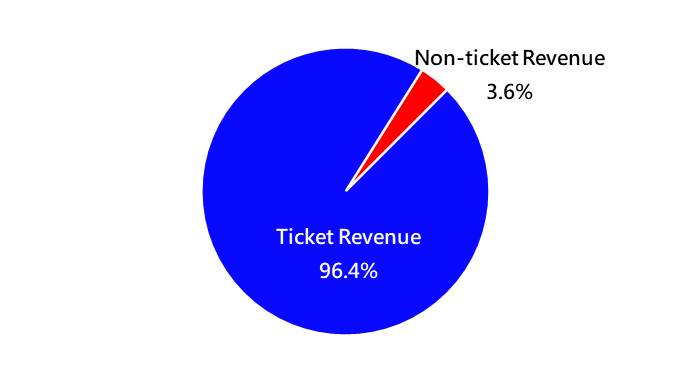 Non-ticket Revenue
3.6%
Ticket Revenue
96.4%